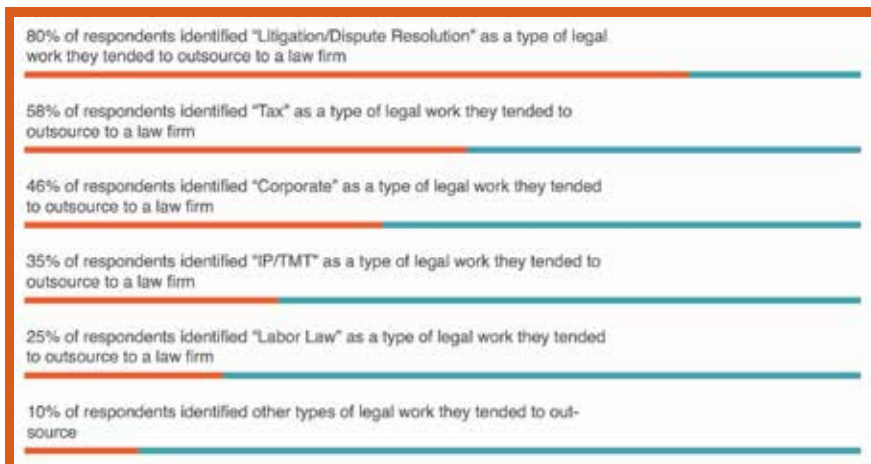 80% of respondents identified "Litigation/Dispute Resolution" as a type of legal
work they tended to outsource to a law firm
58% of respondents identified "Tax" as a type of legal work they tended to
outsource to a law firm
46% of respondents identified "Corporate" as a type of legal work they tended
to outsource to a law firm
35% of respondents identified "IP/TMT" as a type of legal work they tended to
outsource to a law firm
25% of respondents identified "Labor Law" as a type of legal work they tended
to outsource to a law firm
10% of respondents identified other types of legal work they tended to out-
source